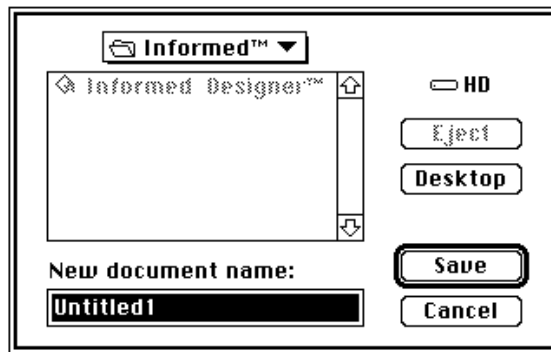 Informed™
Informed Designer™
HD
Eject
Desktop
New document name:
Save
Untitled1
Cancel